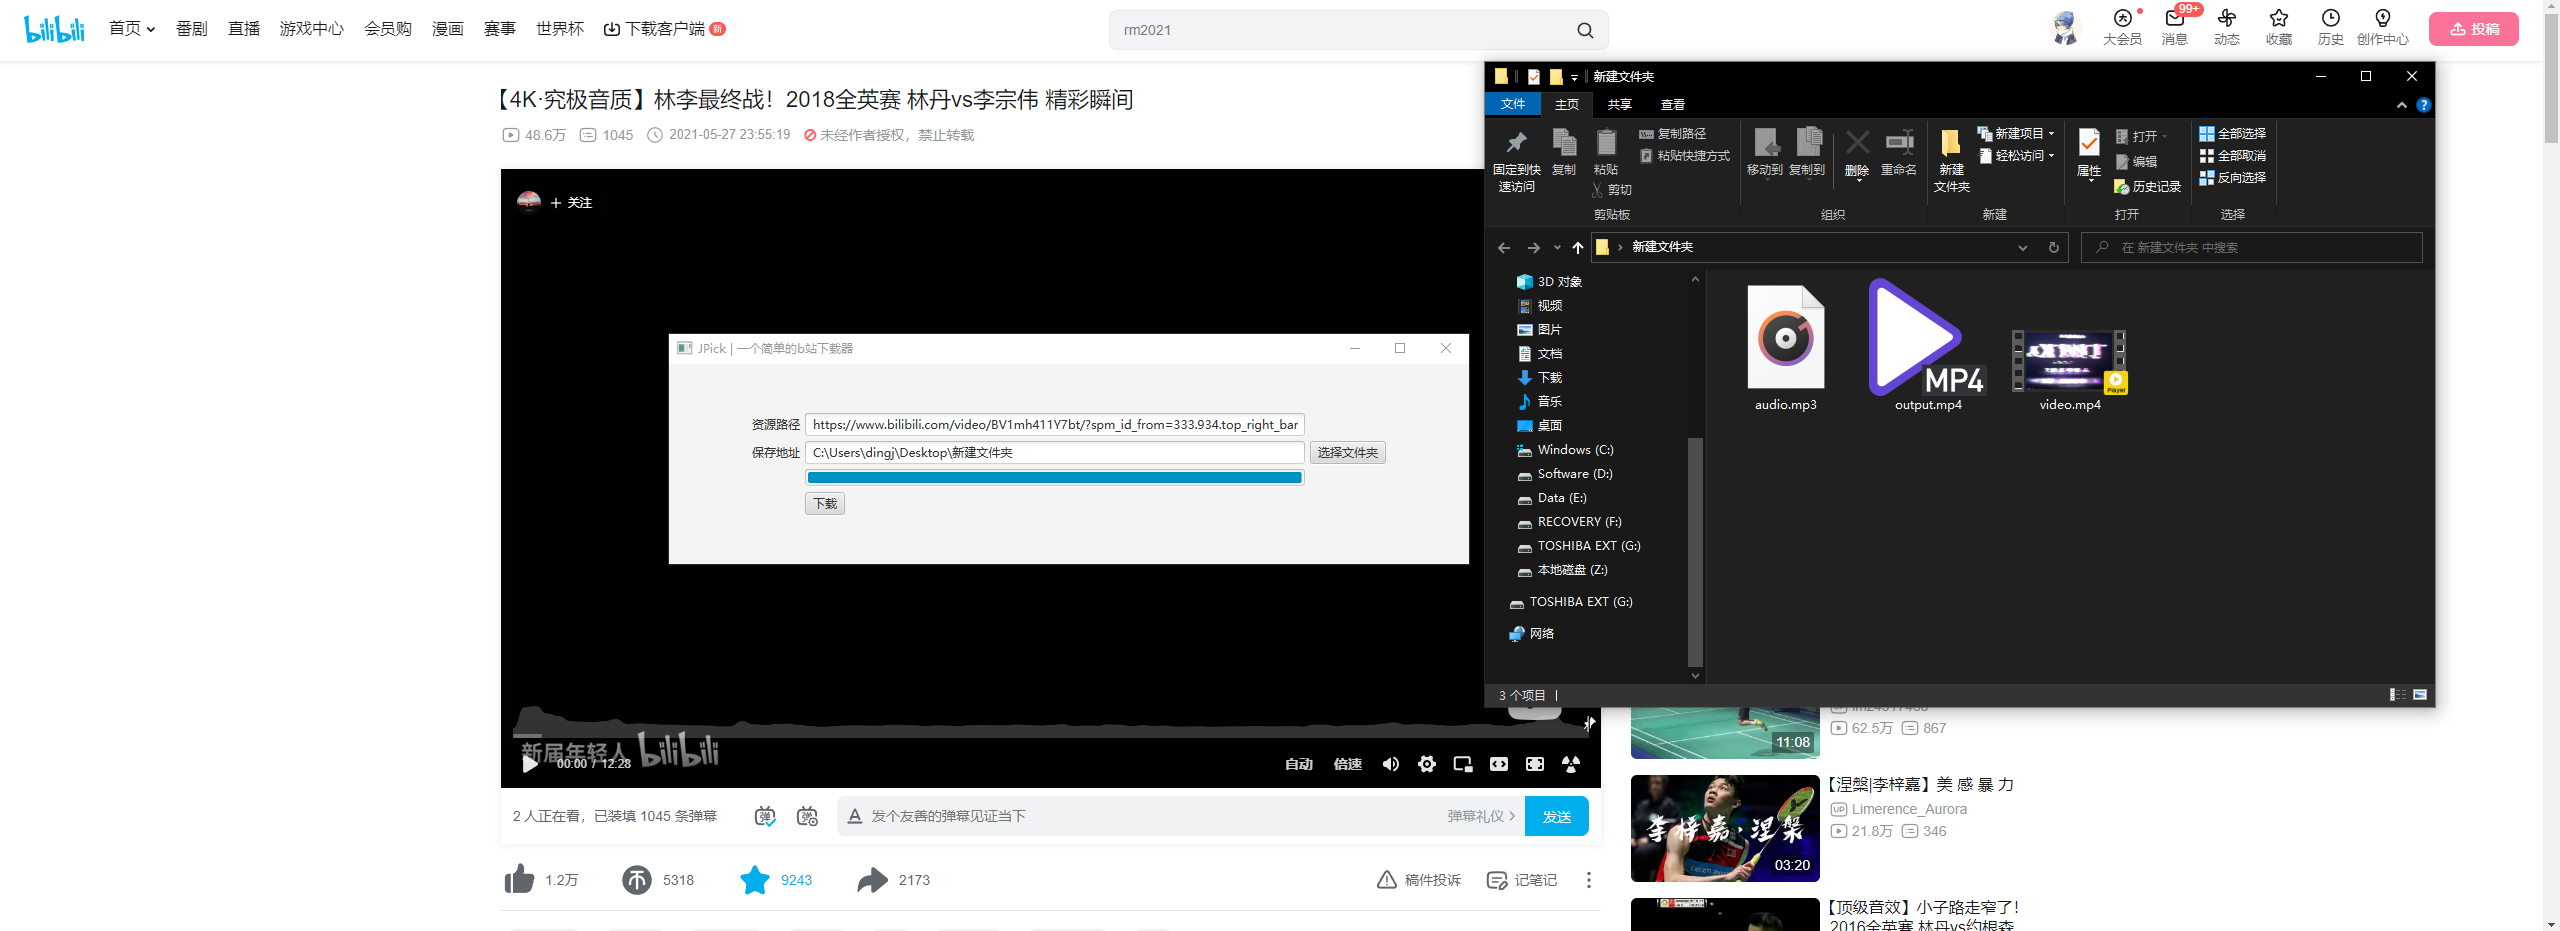 bilibili 首页 番剧 直播 游戏中心 会员购 漫画 赛事 世界杯 下载客户端 新
rm2021
99+
大会员 消息 动态 收藏 历史 创作中心 投稿
【4K·究极音质】林李最终战！2018全英赛 林丹vs李宗伟 精彩瞬间
48.6万 1045 2021-05-27 23:55:19 未经作者授权，禁止转载
+ 关注
JPick | 一个简单的b站下载器
资源路径 https://www.bilibili.com/video/BV1mh411Y7bt/?spm_id_from=333.934.top_right_bar
保存地址 C:\Users\dingj\Desktop\新建文件夹 选择文件夹
下载
新届年轻人 bilibili
00:00 / 12:28
自动 倍速
2 人正在看，已装填 1045 条弹幕
弹
弹
A 发个友善的弹幕见证当下 弹幕礼仪 > 发送
1.2万 5318 9243 2173
稿件投诉 记笔记
新建文件夹
文件 主页 共享 查看
固定到快
速访问
复制
粘贴
复制路径
粘贴快捷方式
剪切
剪贴板
移动到 复制到 删除 重命名
组织
新建
文件夹
新建项目
轻松访问
新建
属性
打开
编辑
历史记录
打开
全部选择
全部取消
反向选择
选择
新建文件夹
在 新建文件夹 中搜索
3D 对象
视频
图片
文档
下载
音乐
桌面
Windows (C:)
Software (D:)
Data (E:)
RECOVERY (F:)
TOSHIBA EXT (G:)
本地磁盘 (Z:)
TOSHIBA EXT (G:)
网络
MP4
Player
audio.mp3 output.mp4 video.mp4
3 个项目
11:08
62.5万 867
李梓嘉·涅槃
03:20
【涅槃|李梓嘉】美 感 暴 力
UP Limerence_Aurora
21.8万 346
【顶级音效】小子路走窄了！
2016全英赛 林丹vs约根森